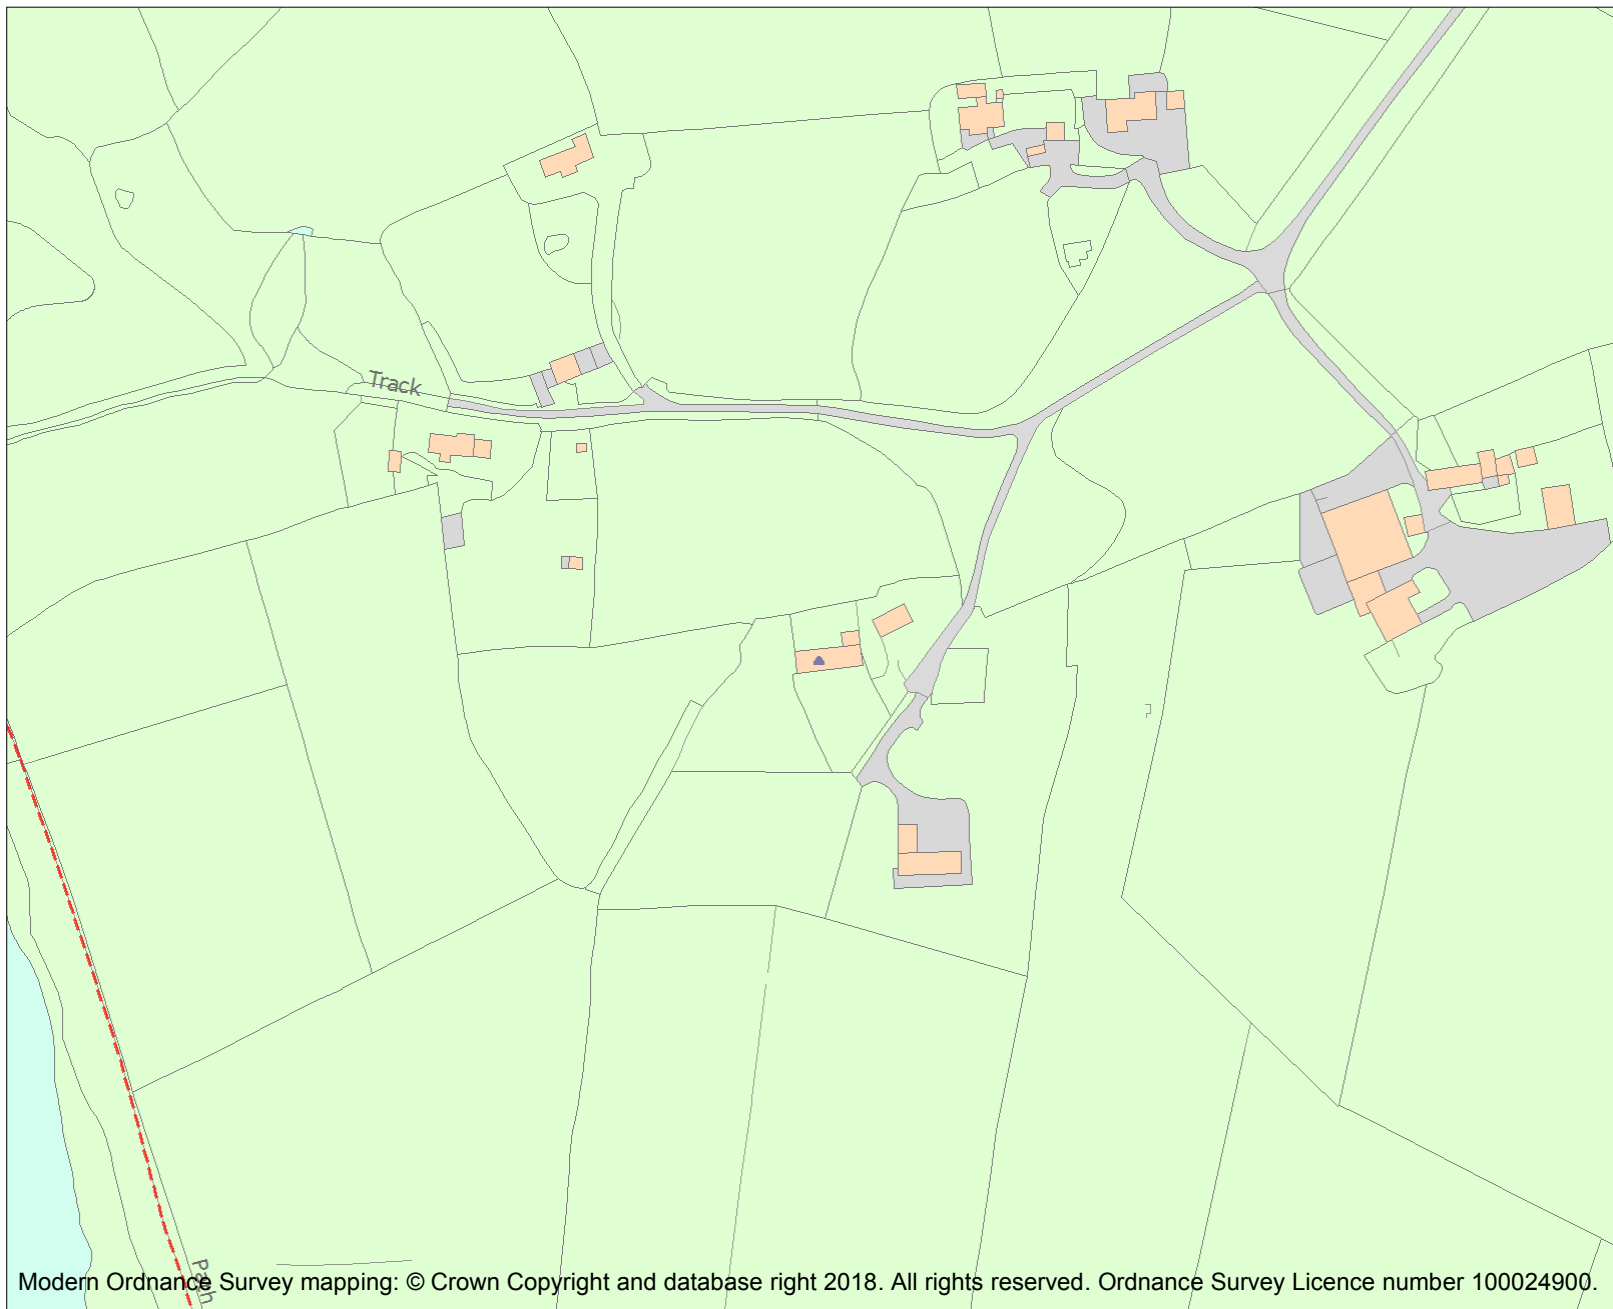 Track
Path
Modern Ordnance Survey mapping: © Crown Copyright and database right 2018. All rights reserved. Ordnance Survey Licence number 100024900.